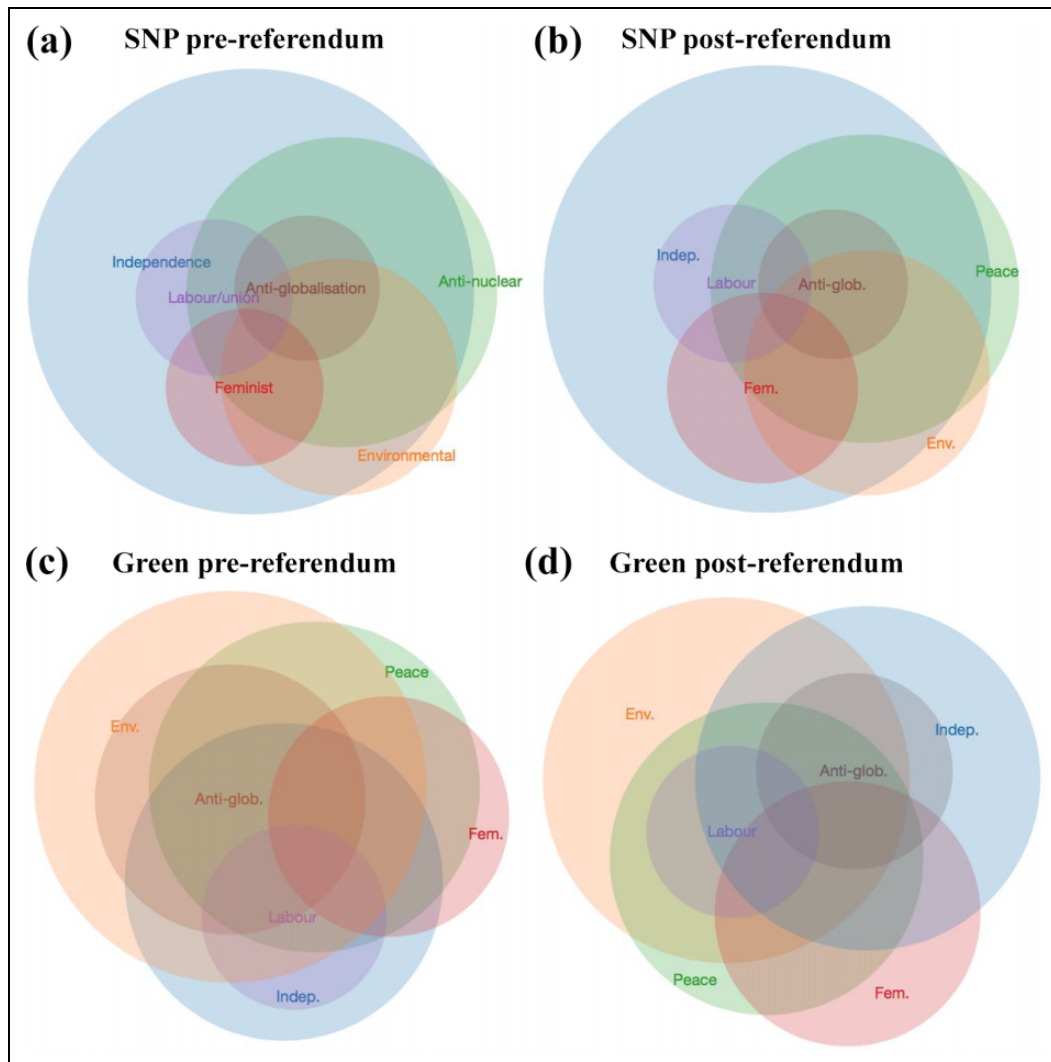 (a) SNP pre-referendum
Independence
Labour/union
Anti-globalisation
Anti-nuclear
Feminist
Environmental
(b) SNP post-referendum
Indep.
Labour
Anti-glob.
Peace
Fem.
Env.
(c) Green pre-referendum
Peace
Env.
Anti-glob.
Fem.
Labour
Indep.
(d) Green post-referendum
Env.
Indep.
Anti-glob.
Labour
Peace
Fem.